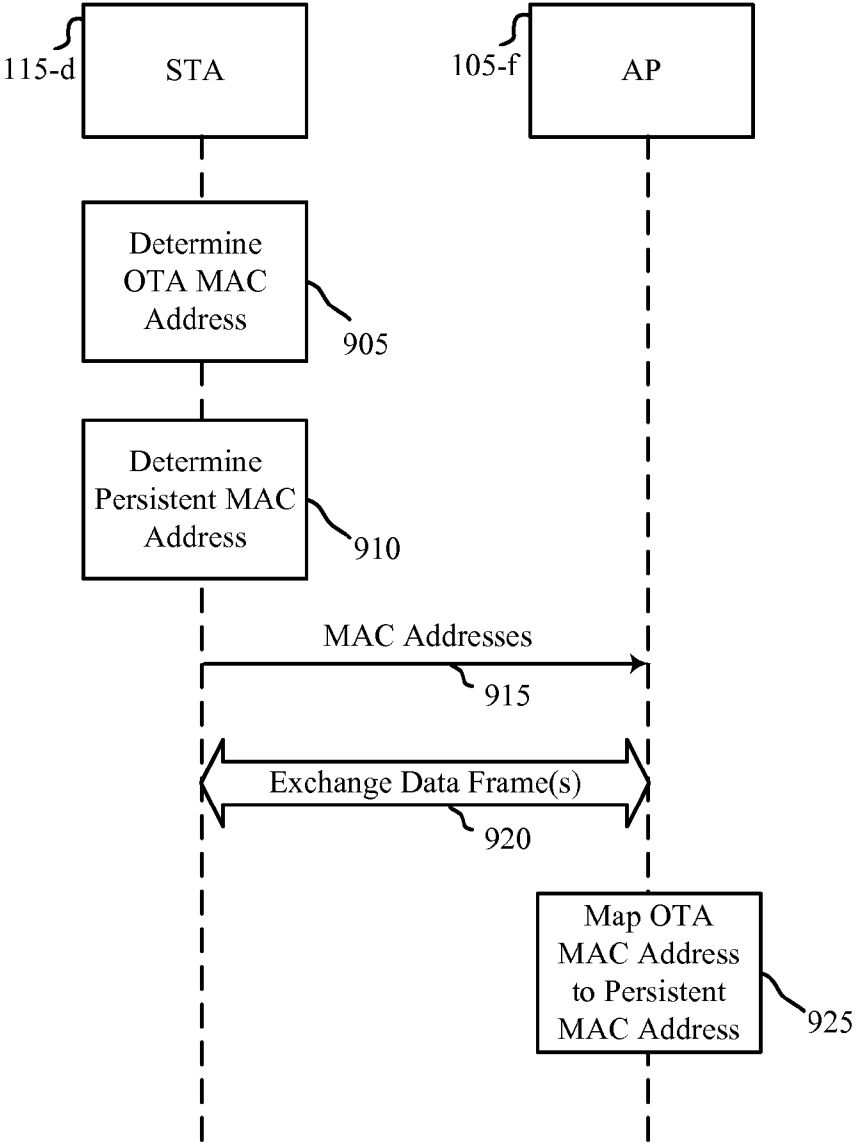 115-d
STA
105-f
AP
Determine
OTA MAC
Address
905
Determine
Persistent MAC
Address
910
MAC Addresses
915
Exchange Data Frame(s)
920
Map OTA
MAC Address
to Persistent
MAC Address
925